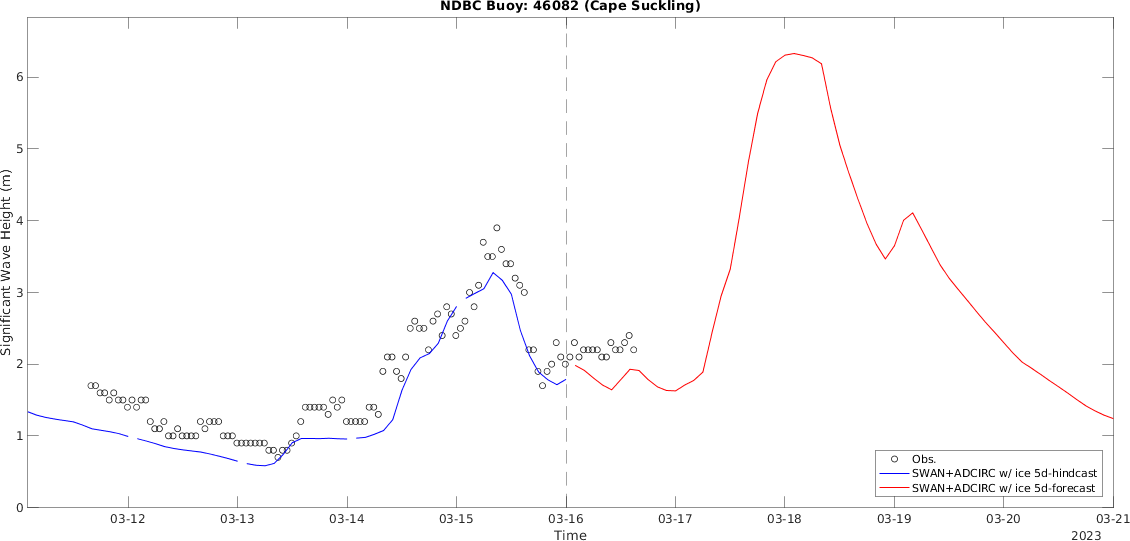 NDBC Buoy: 46082 (Cape Suckling)
Significant Wave Height (m)
6
5
4
3
2
1
0
Obs.
SWAN+ADCIRC w/ ice 5d-hindcast
SWAN+ADCIRC w/ ice 5d-forecast
03-12 03-13 03-14 03-15 03-16 03-17 03-18 03-19 03-20 03-21
Time
2023